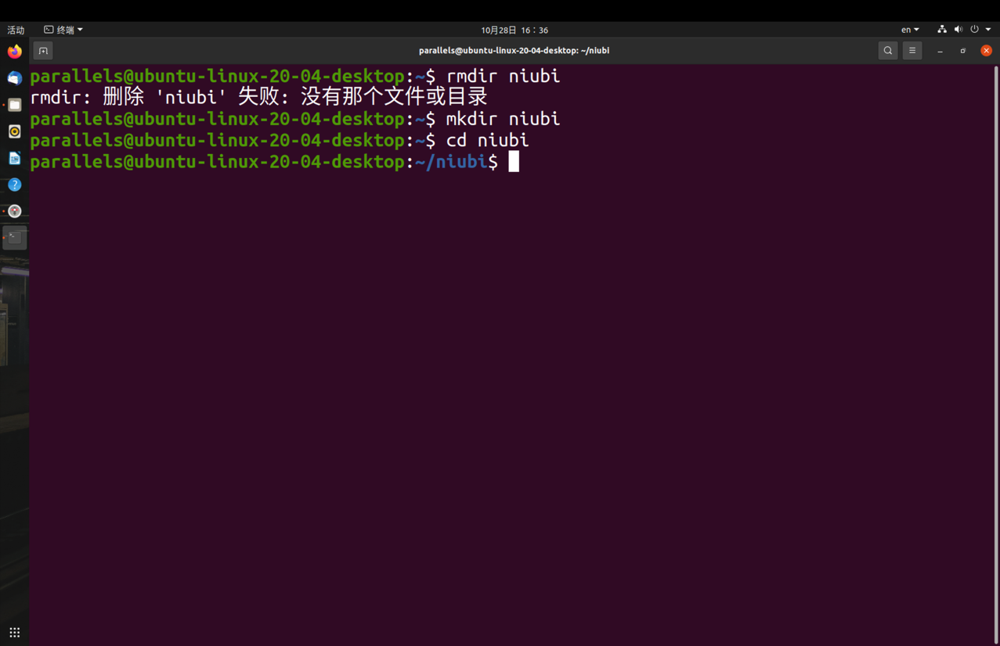 活动 终端 10月28日 16：36 en
parallels@ubuntu-linux-20-04-desktop: ~/niubi
parallels@ubuntu-linux-20-04-desktop:~$ rmdir niubi
rmdir: 删除 'niubi' 失败: 没有那个文件或目录
parallels@ubuntu-linux-20-04-desktop:~$ mkdir niubi
parallels@ubuntu-linux-20-04-desktop:~$ cd niubi
parallels@ubuntu-linux-20-04-desktop:~/niubi$